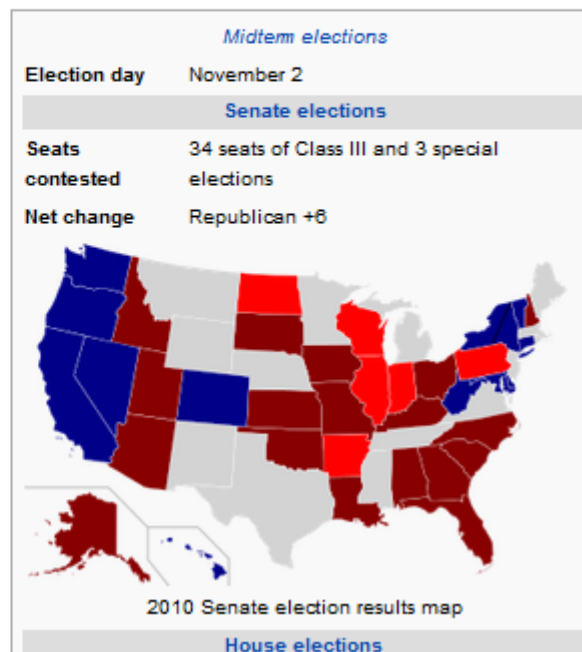 Midterm elections
Election day November 2
Senate elections
Seats 34 seats of Class III and 3 special
contested elections
Net change Republican +6
2010 Senate election results map
House elections